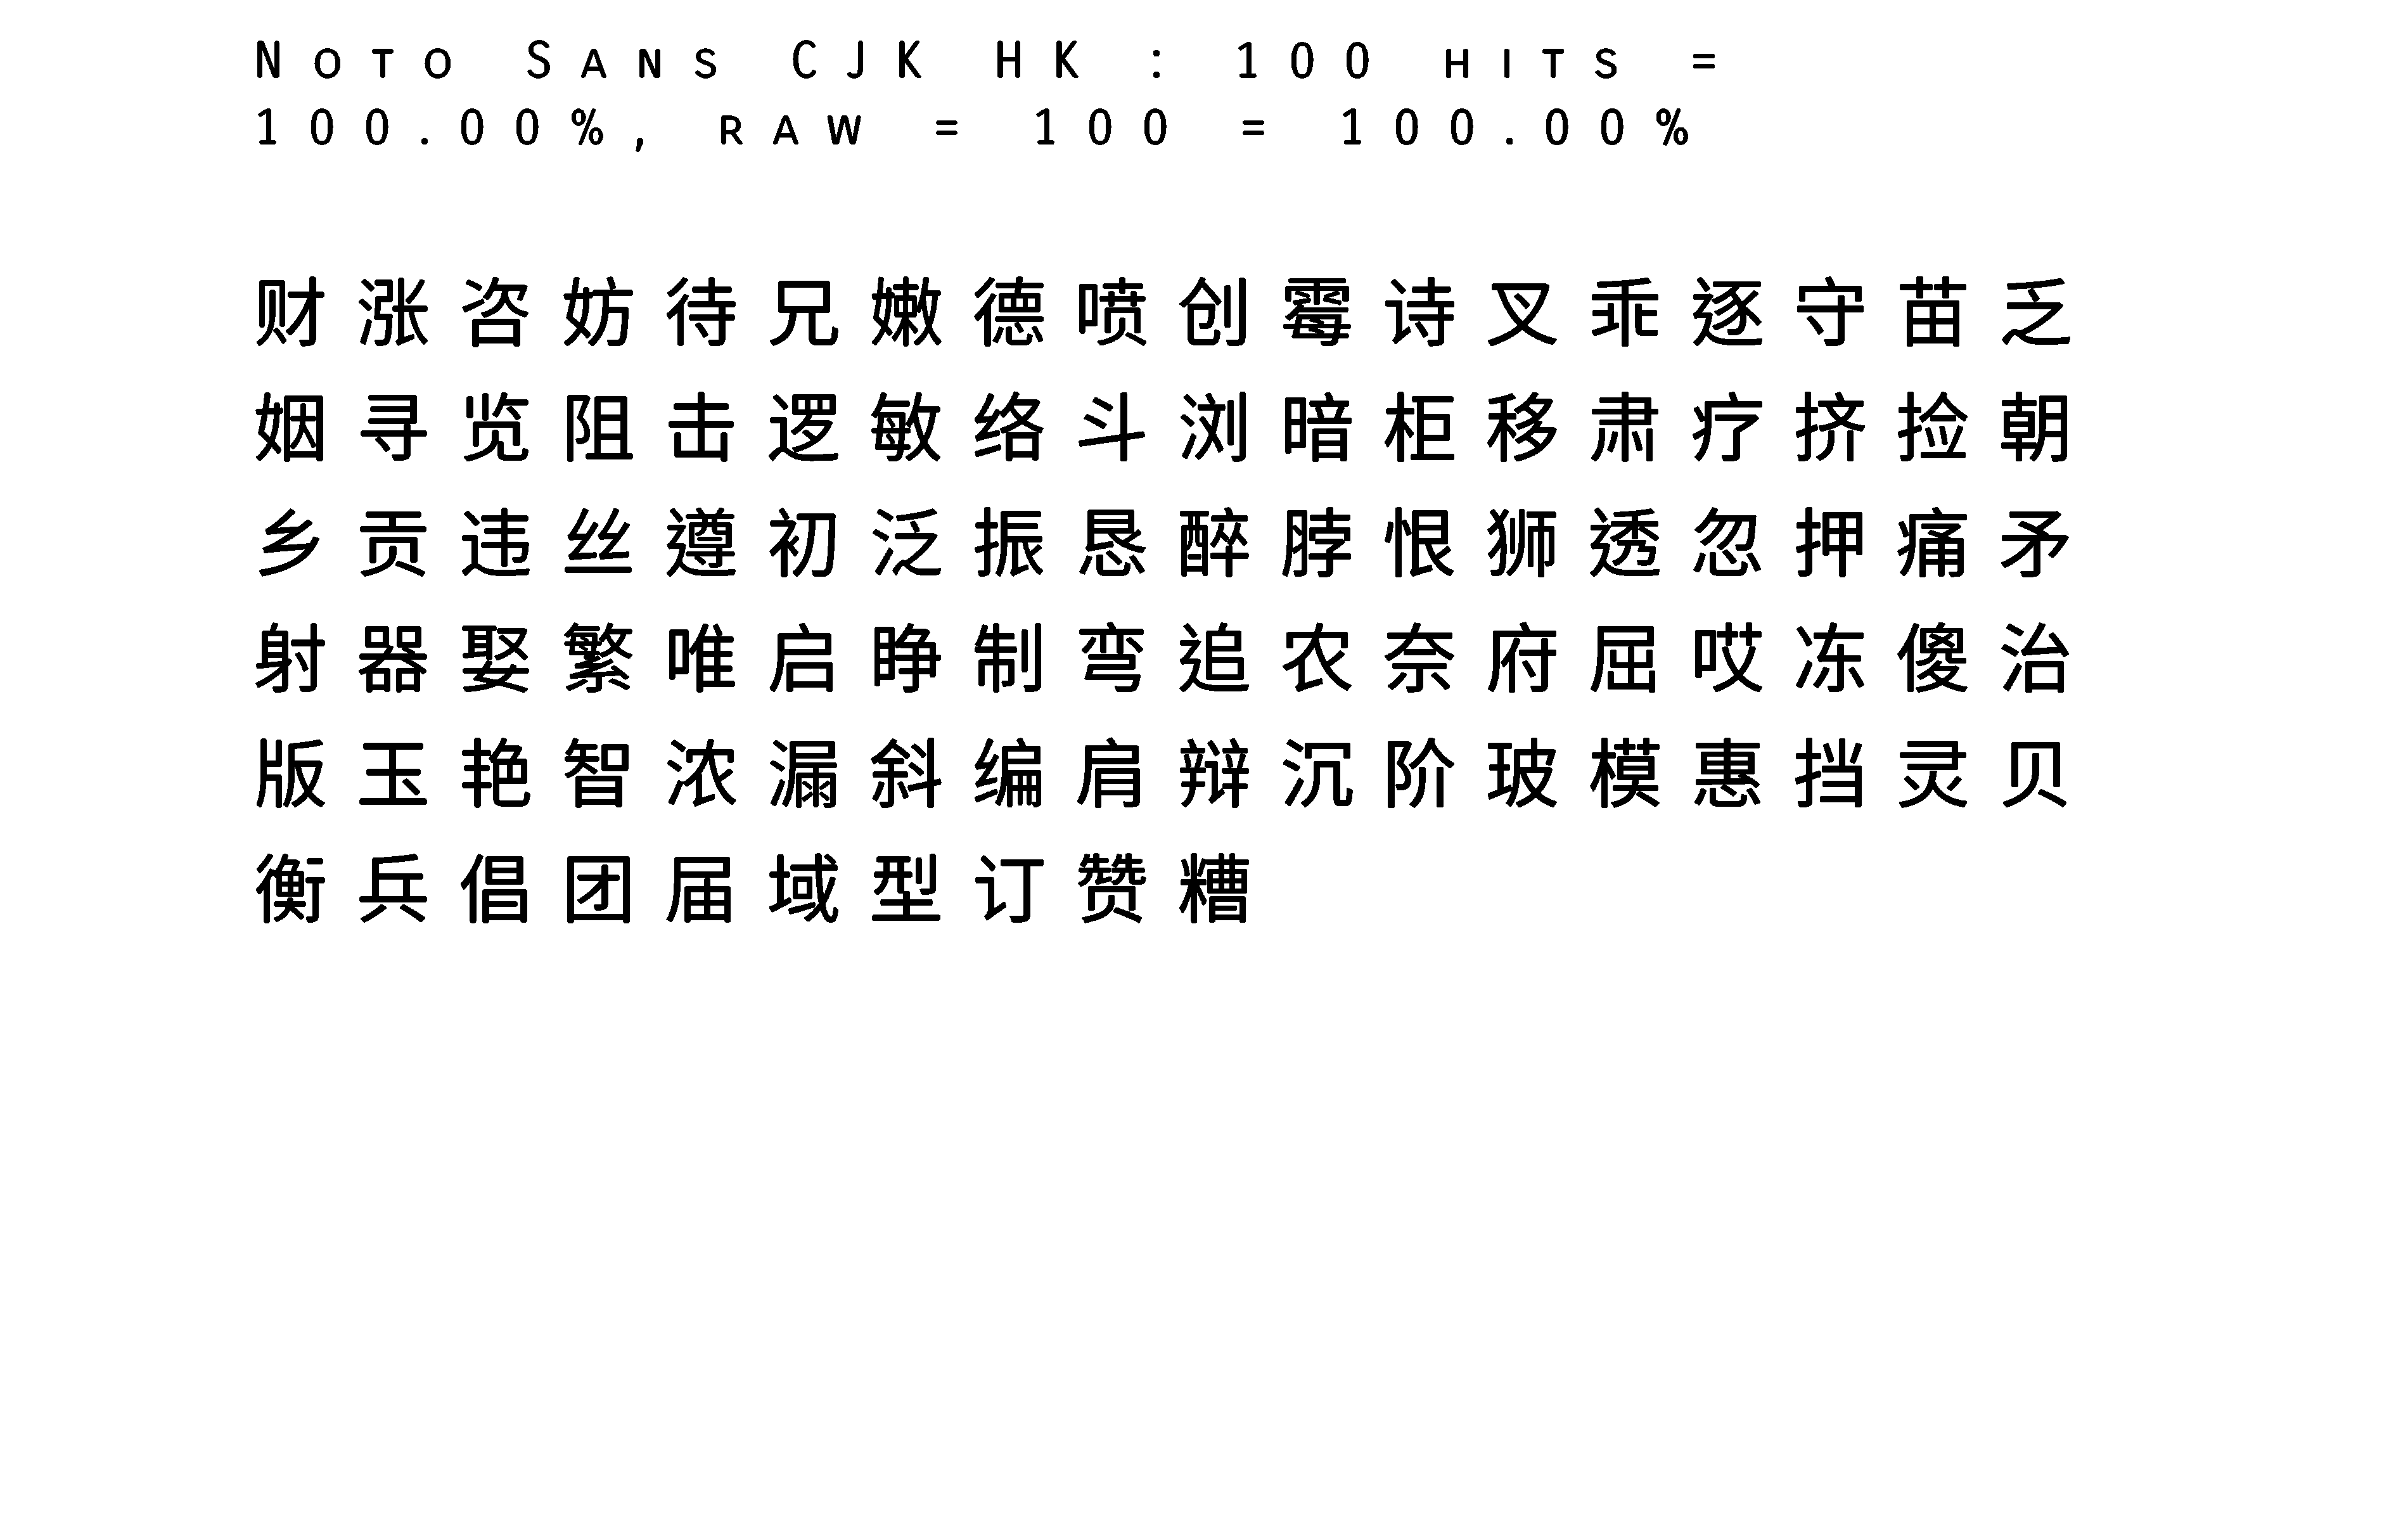 Noto Sans CJK HK : 100 hits =
100.00%, raw = 100 = 100.00%
财涨咨妨待兄嫩德喷创霉诗叉乖逐守苗乏
姻寻览阻击逻敏络斗浏暗柜移肃疗挤捡朝
乡贡违丝遵初泛振恳醉脖恨狮透忽押痛矛
射器娶繁唯启睁制弯追农奈府屈哎冻傻治
版玉艳智浓漏斜编肩辩沉阶玻模惠挡灵贝
衡兵倡团届域型订赞糟